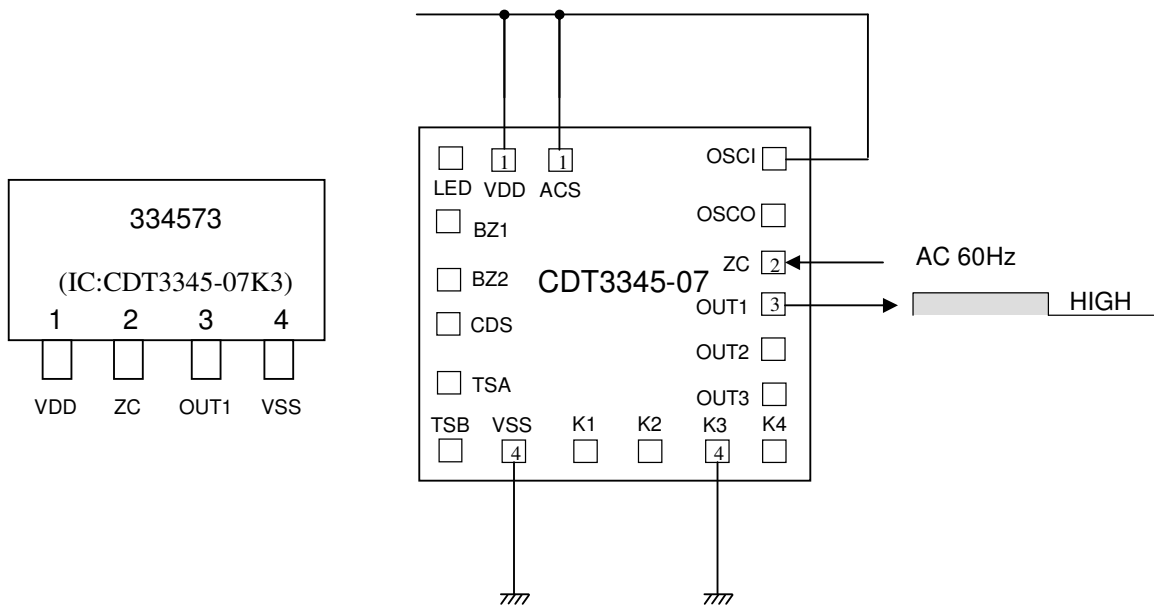 334573
(IC:CDT3345-07K3)
1 2 3 4
VDD ZC OUT1 VSS
1 1 OSCI
LED VDD ACS
BZ1 OSCO
ZC 2 AC 60Hz
BZ2 CDT3345-07
OUT1 3 HIGH
CDS
OUT2
TSA
OUT3
TSB VSS K1 K2 K3 K4
4 4